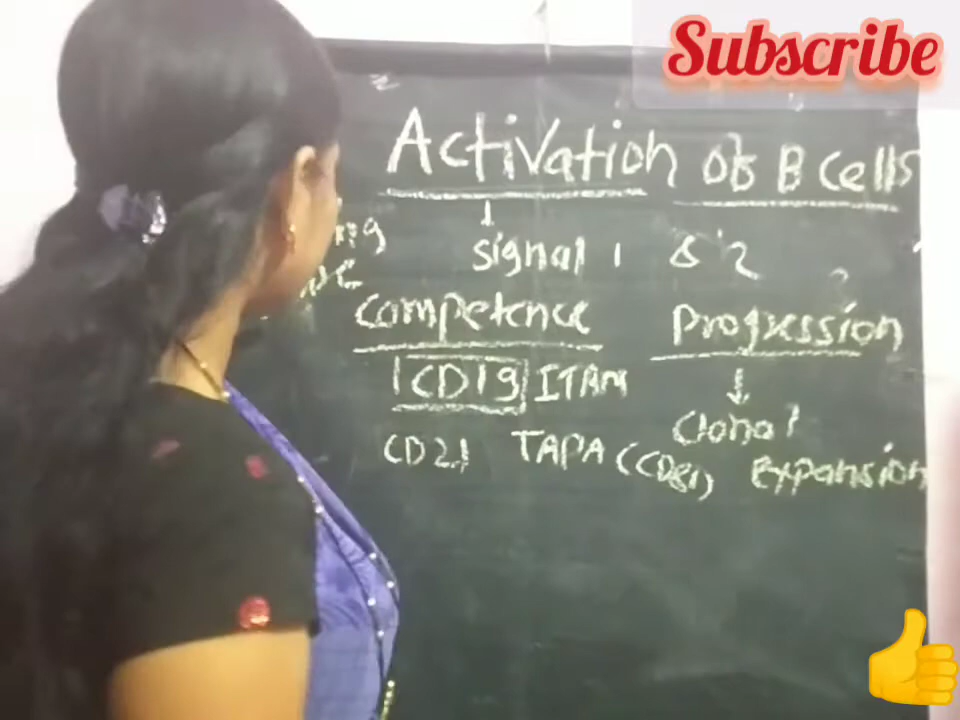 Subscribe
Activation of B cells
signal 1 & 2
Competence Progression
CD19 ITAM
Clonal
CD21 TAPA (CD81) Expansion